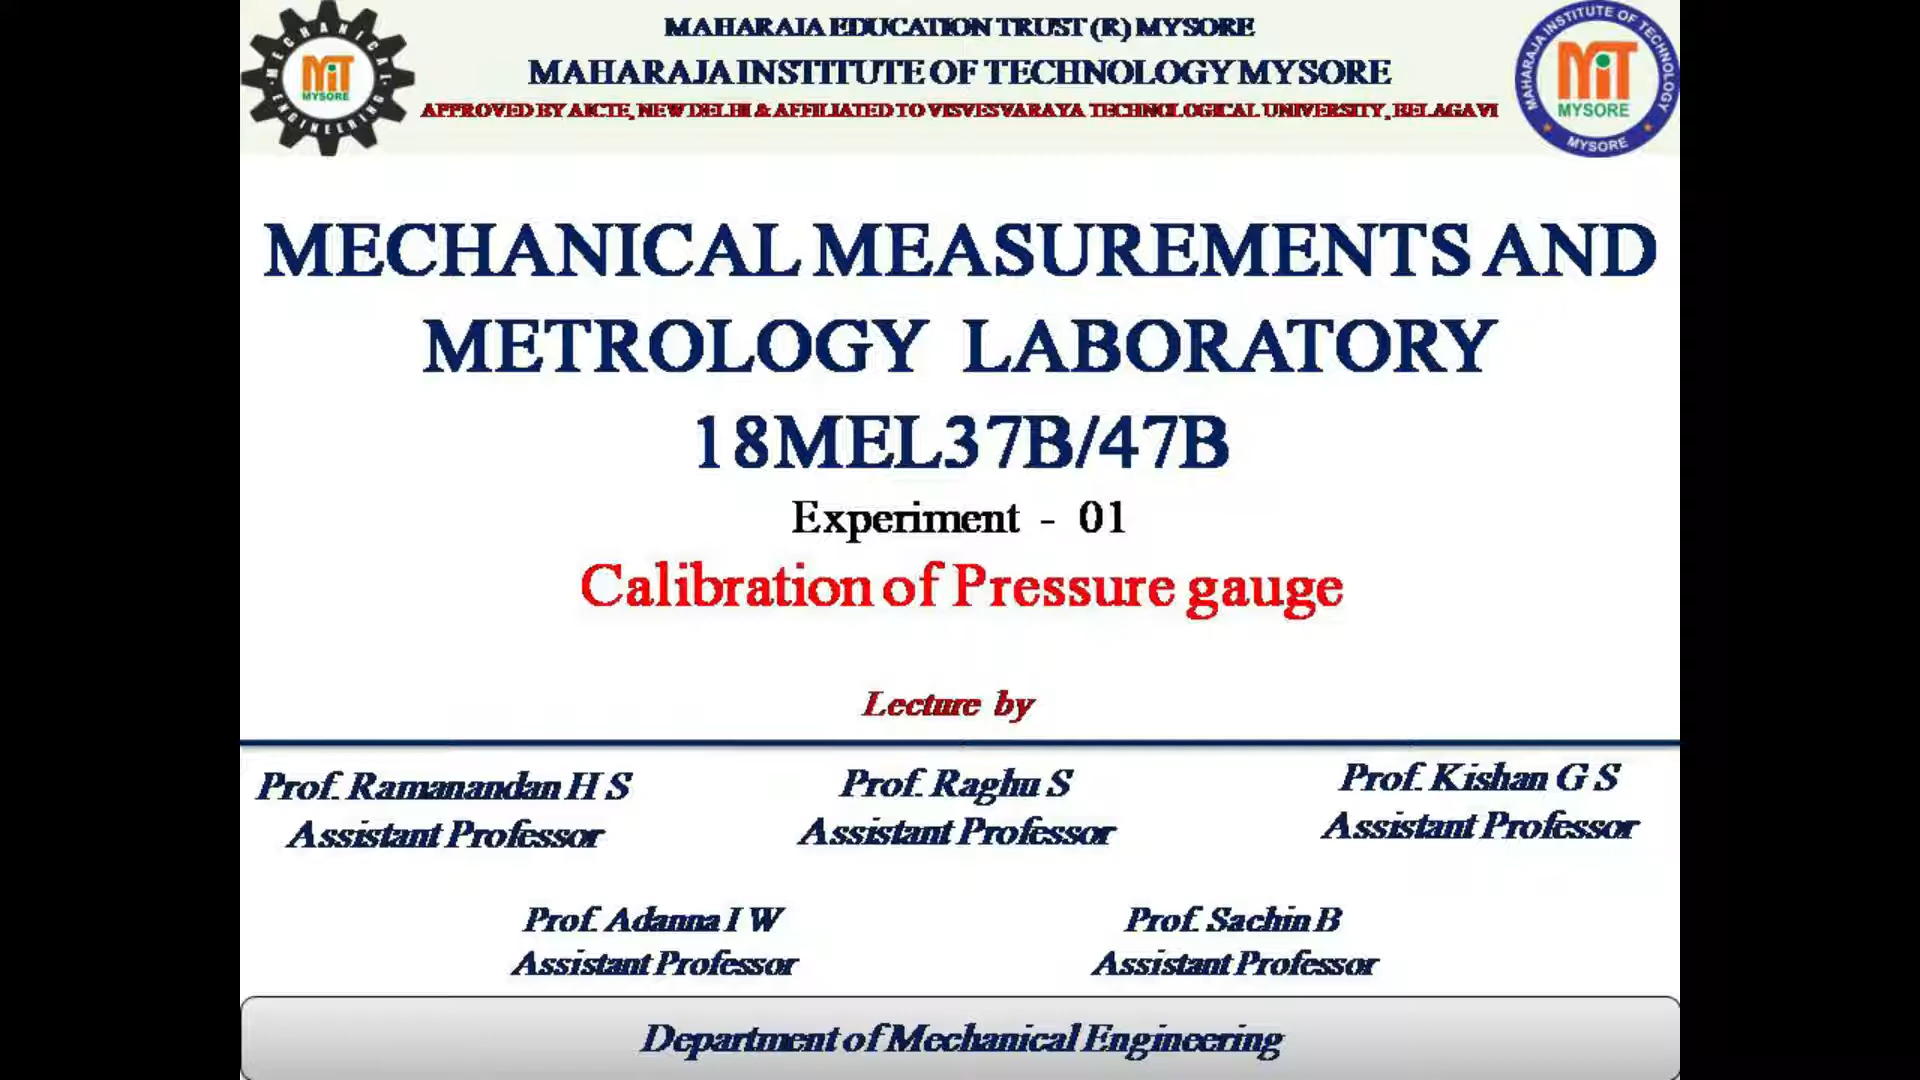 MAHARAJA EDUCATION TRUST (R) MYSORE
MAHARAJA INSTITUTE OF TECHNOLOGY MYSORE
APPROVED BY AICTE, NEW DELHI & AFFILIATED TO VISVESVARAYA TECHNOLOGICAL UNIVERSITY, BELAGAVI
MECHANICAL
MiT
MYSORE
ENGINEERING
MAHARAJA INSTITUTE OF TECHNOLOGY
MiT
MYSORE
MYSORE
MECHANICAL MEASUREMENTS AND
METROLOGY LABORATORY
18MEL37B/47B
Experiment - 01
Calibration of Pressure gauge
Lecture by
Prof. Ramanandan H S
Assistant Professor
Prof. Raghu S
Assistant Professor
Prof. Kishan G S
Assistant Professor
Prof. Adanna I W
Assistant Professor
Prof. Sachin B
Assistant Professor
Department of Mechanical Engineering